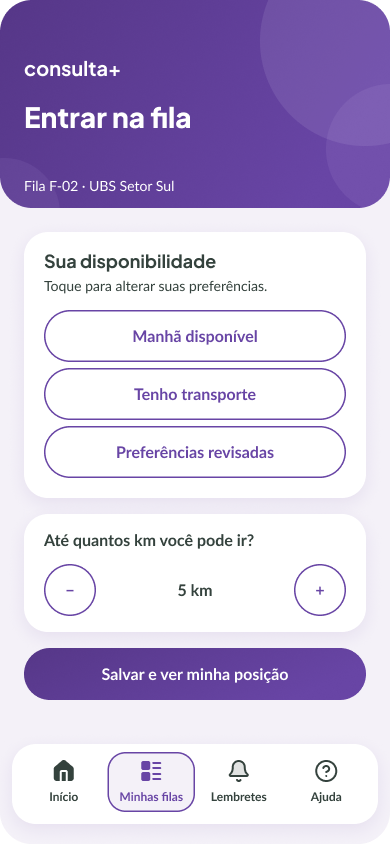 consulta+
Entrar na fila
Fila F-02 · UBS Setor Sul
Sua disponibilidade
Toque para alterar suas preferências.
Manhã disponível
Tenho transporte
Preferências revisadas
Até quantos km você pode ir?
− 5 km +
Salvar e ver minha posição
Início Minhas filas Lembretes Ajuda